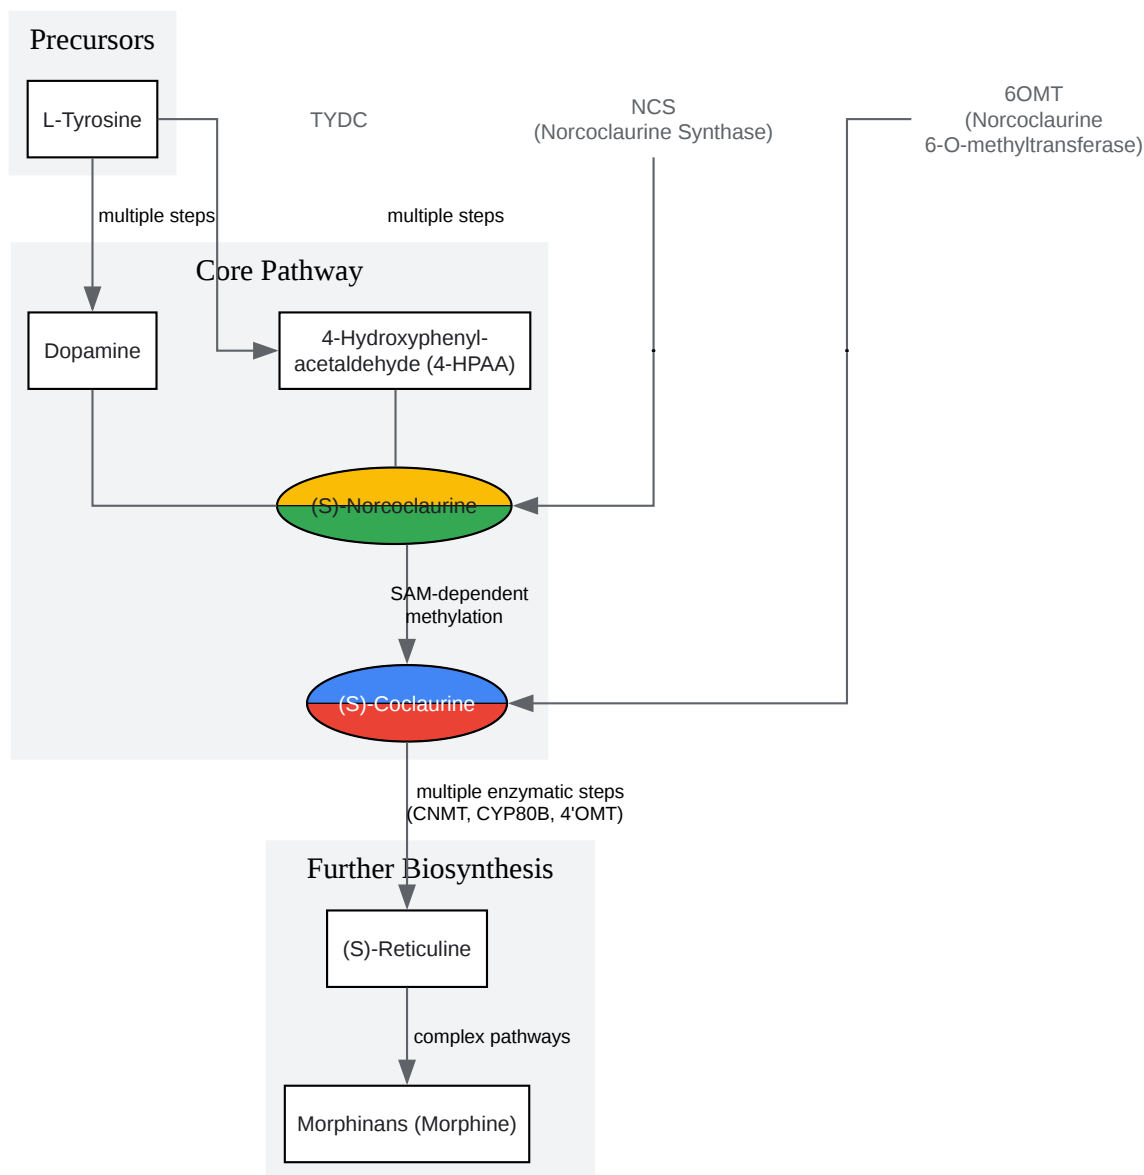 Precursors
L-Tyrosine
TYDC
NCS
(Norcoclaurine Synthase)
6OMT
(Norcoclaurine
6-O-methyltransferase)
multiple steps
multiple steps
Core Pathway
Dopamine
4-Hydroxyphenyl-
acetaldehyde (4-HPAA)
(S)-Norcoclaurine
SAM-dependent
methylation
(S)-Coclaurine
multiple enzymatic steps
(CNMT, CYP80B, 4'OMT)
Further Biosynthesis
(S)-Reticuline
complex pathways
Morphinans (Morphine)